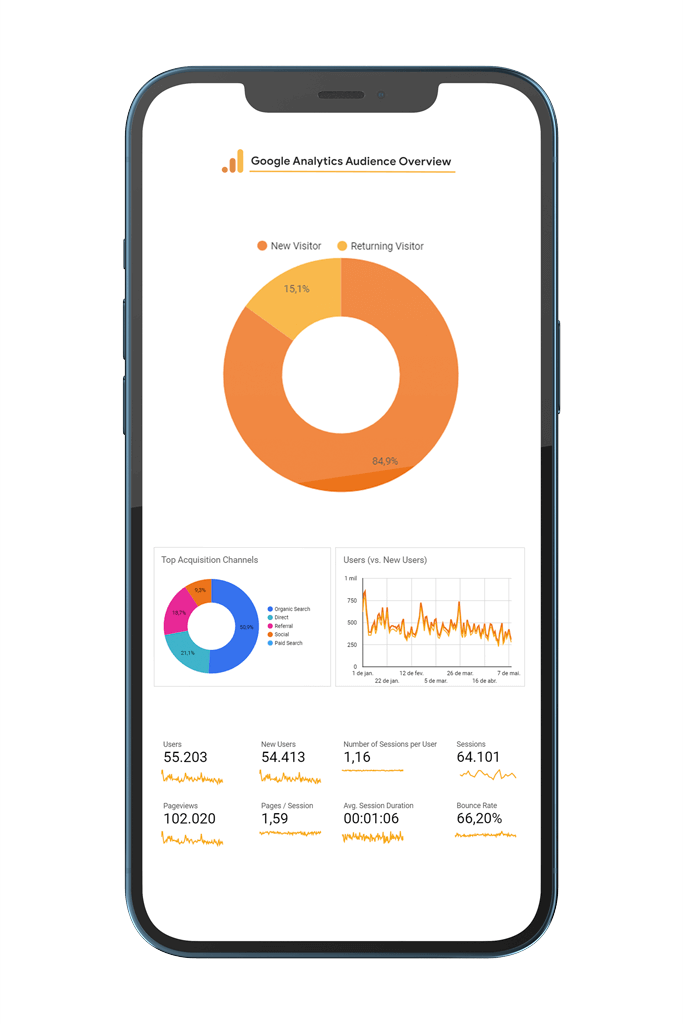 Google Analytics Audience Overview
New Visitor Returning Visitor
15,1%
84,9%
Top Acquisition Channels
9,3%
18,7%
50,9%
21,1%
Organic Search
Direct
Referral
Social
Paid Search
Users (vs. New Users)
1 mil
750
500
250
0
1 de jan. 12 de fev. 26 de mar. 7 de mai.
22 de jan. 5 de mar. 16 de abr.
Users New Users Number of Sessions per User Sessions
55.203 54.413 1,16 64.101
Pageviews Pages / Session Avg. Session Duration Bounce Rate
102.020 1,59 00:01:06 66,20%